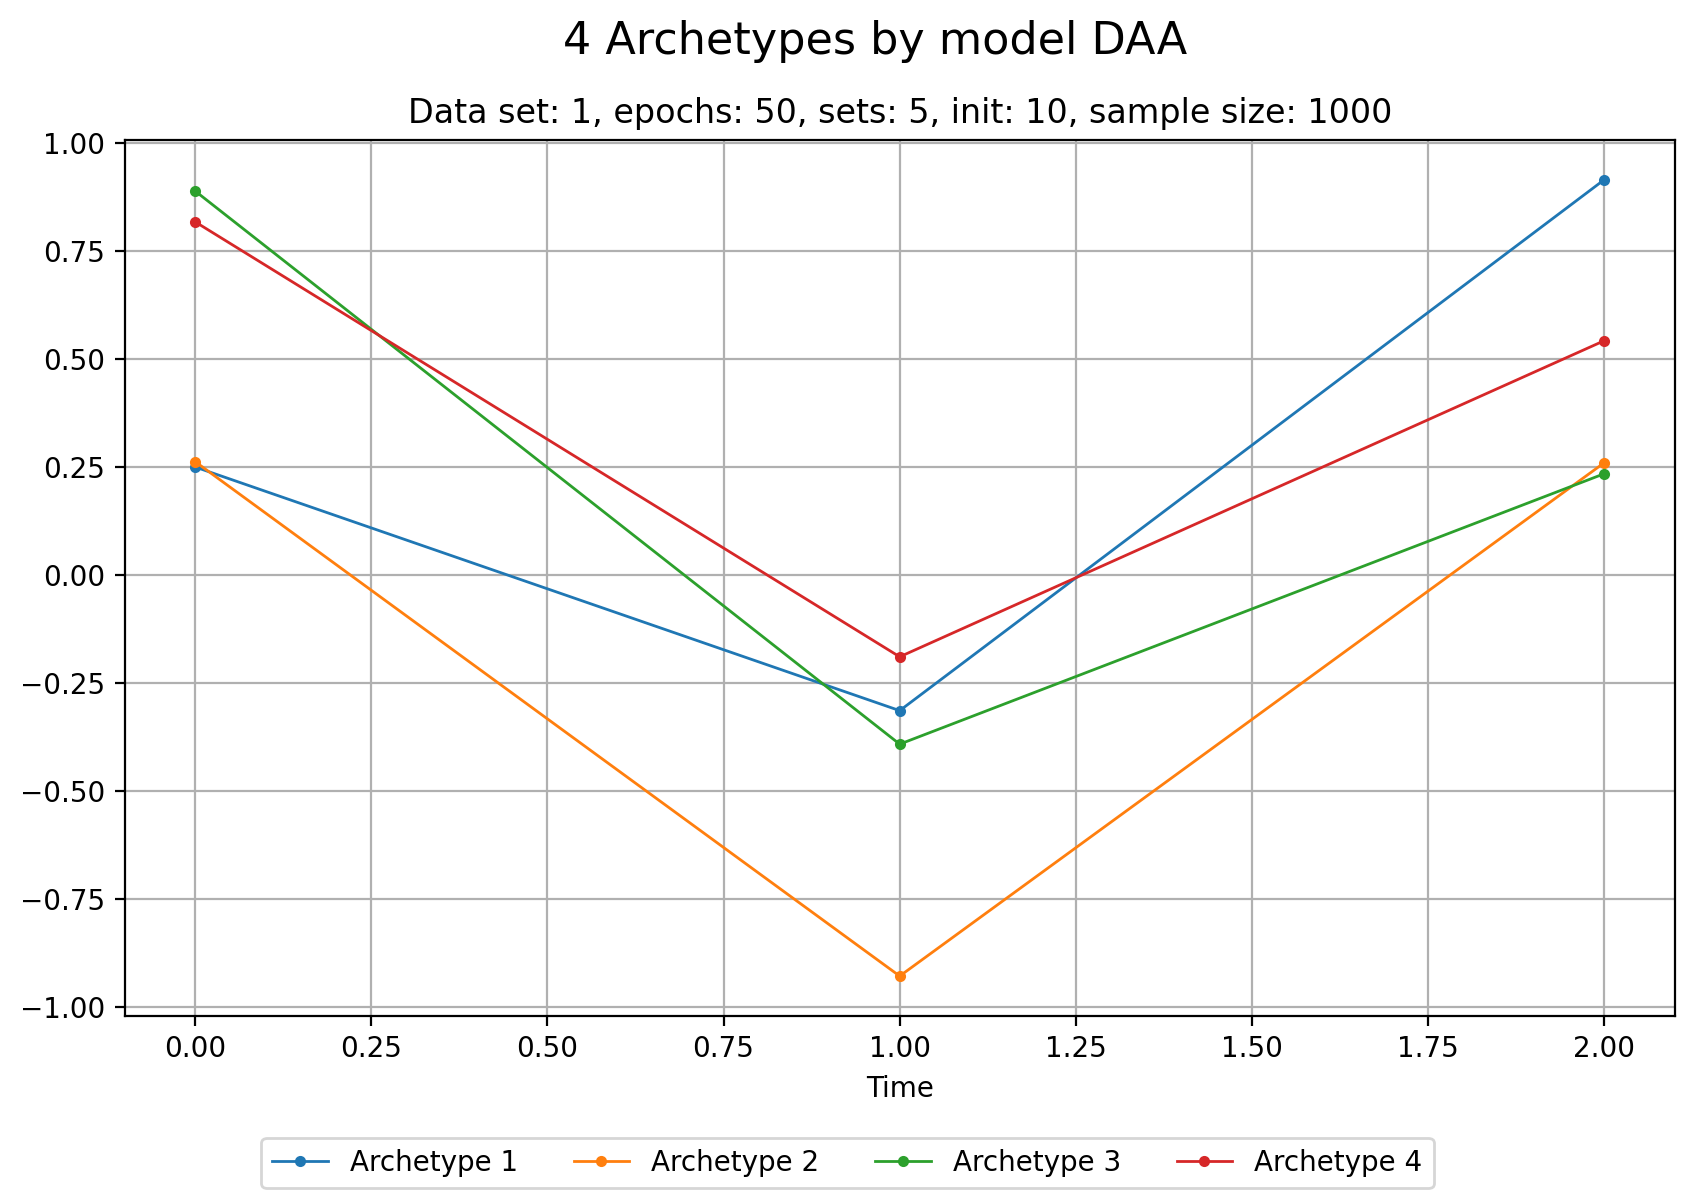 4 Archetypes by model DAA
Data set: 1, epochs: 50, sets: 5, init: 10, sample size: 1000
1.00
0.75
0.50
0.25
0.00
−0.25
−0.50
−0.75
−1.00
0.00 0.25 0.50 0.75 1.00 1.25 1.50 1.75 2.00
Time
Archetype 1 Archetype 2 Archetype 3 Archetype 4